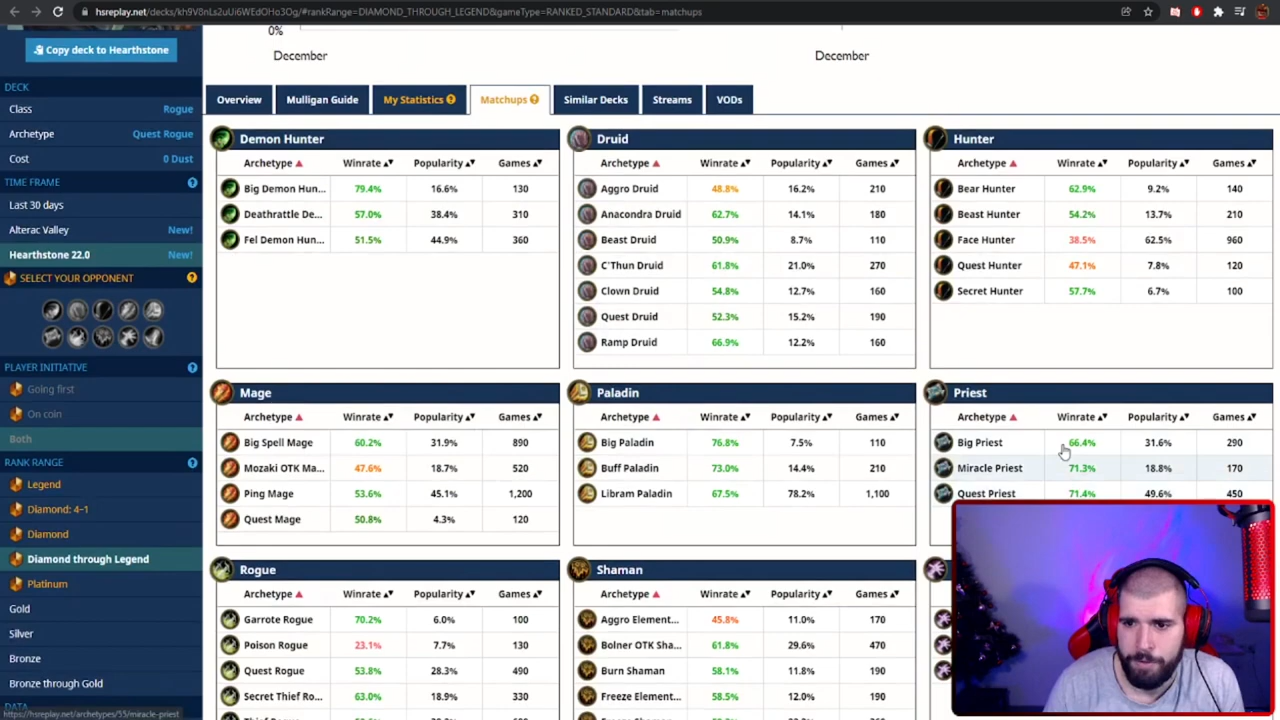 hsreplay.net/decks/kh9V8nLs2uUi6WEdOHo3Og/#rankRange=DIAMOND_THROUGH_LEGEND&gameType=RANKED_STANDARD&tab=matchups
Copy deck to Hearthstone
DECK
Class Rogue
Archetype Quest Rogue
Cost 0 Dust
TIME FRAME
Last 30 days
Alterac Valley New!
Hearthstone 22.0 New!
SELECT YOUR OPPONENT
PLAYER INITIATIVE
Going first
On coin
Both
RANK RANGE
Legend
Diamond: 4-1
Diamond
Diamond through Legend
Platinum
Gold
Silver
Bronze
Bronze through Gold
DATA
https://hsreplay.net/archetypes/55/miracle-priest
0%
December December
Overview Mulligan Guide My Statistics Matchups Similar Decks Streams VODs
Demon Hunter
Archetype Winrate Popularity Games
Big Demon Hun... 79.4% 16.6% 130
Deathrattle De... 57.0% 38.4% 310
Fel Demon Hun... 51.5% 44.9% 360
Druid
Archetype Winrate Popularity Games
Aggro Druid 48.8% 16.2% 210
Anacondra Druid 62.7% 14.1% 180
Beast Druid 50.9% 8.7% 110
C'Thun Druid 61.8% 21.0% 270
Clown Druid 54.8% 12.7% 160
Quest Druid 52.3% 15.2% 190
Ramp Druid 66.9% 12.2% 160
Hunter
Archetype Winrate Popularity Games
Bear Hunter 62.9% 9.2% 140
Beast Hunter 54.2% 13.7% 210
Face Hunter 38.5% 62.5% 960
Quest Hunter 47.1% 7.8% 120
Secret Hunter 57.7% 6.7% 100
Mage
Archetype Winrate Popularity Games
Big Spell Mage 60.2% 31.9% 890
Mozaki OTK Ma... 47.6% 18.7% 520
Ping Mage 53.6% 45.1% 1,200
Quest Mage 50.8% 4.3% 120
Paladin
Archetype Winrate Popularity Games
Big Paladin 76.8% 7.5% 110
Buff Paladin 73.0% 14.4% 210
Libram Paladin 67.5% 78.2% 1,100
Priest
Archetype Winrate Popularity Games
Big Priest 66.4% 31.6% 290
Miracle Priest 71.3% 18.8% 170
Quest Priest 71.4% 49.6% 450
Rogue
Archetype Winrate Popularity Games
Garrote Rogue 70.2% 6.0% 100
Poison Rogue 23.1% 7.7% 130
Quest Rogue 53.8% 28.3% 490
Secret Thief Ro... 63.0% 18.9% 330
Shaman
Archetype Winrate Popularity Games
Aggro Element... 45.8% 11.0% 170
Bolner OTK Sha... 61.8% 29.6% 470
Burn Shaman 58.1% 11.8% 190
Freeze Element... 58.5% 12.0% 190